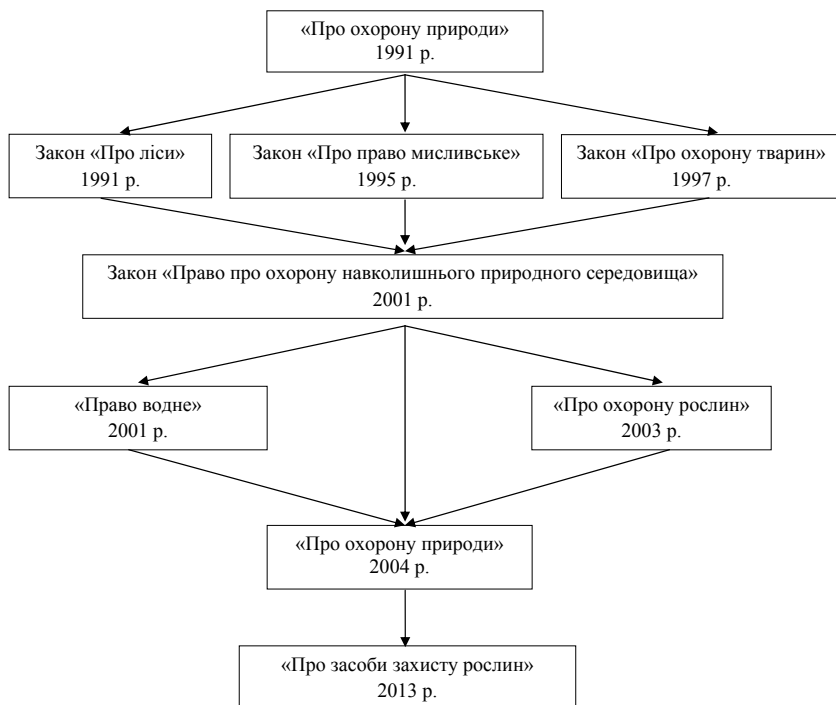 «Про охорону природи»
1991 р.
Закон «Про ліси»
1991 р.
Закон «Про право мисливське»
1995 р.
Закон «Про охорону тварин»
1997 р.
Закон «Право про охорону навколишнього природного середовища»
2001 р.
«Право водне»
2001 р.
«Про охорону рослин»
2003 р.
«Про охорону природи»
2004 р.
«Про засоби захисту рослин»
2013 р.